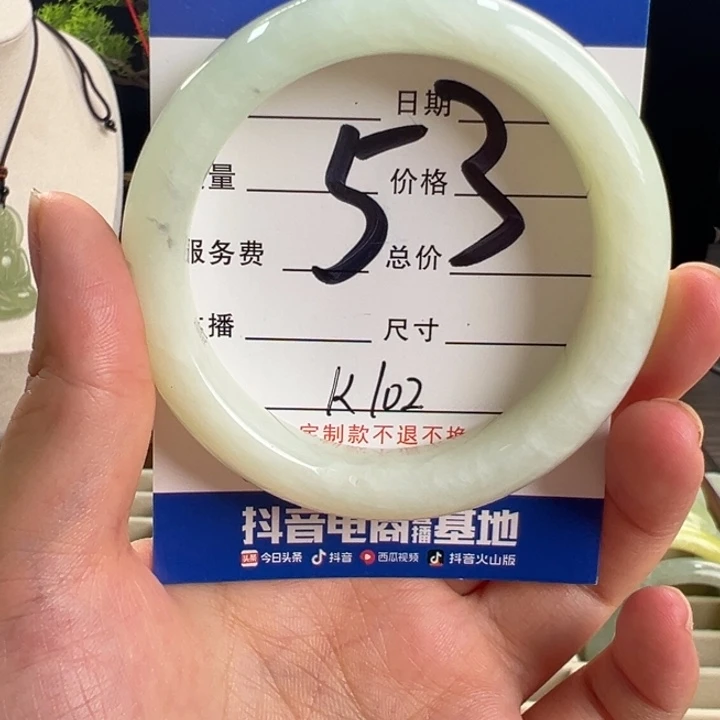 日期
量 价格
53
服务费 总价
播 尺寸
K102
定制款不退不换
抖音电商直播基地
头条 今日头条 抖音 西瓜视频 抖音火山版